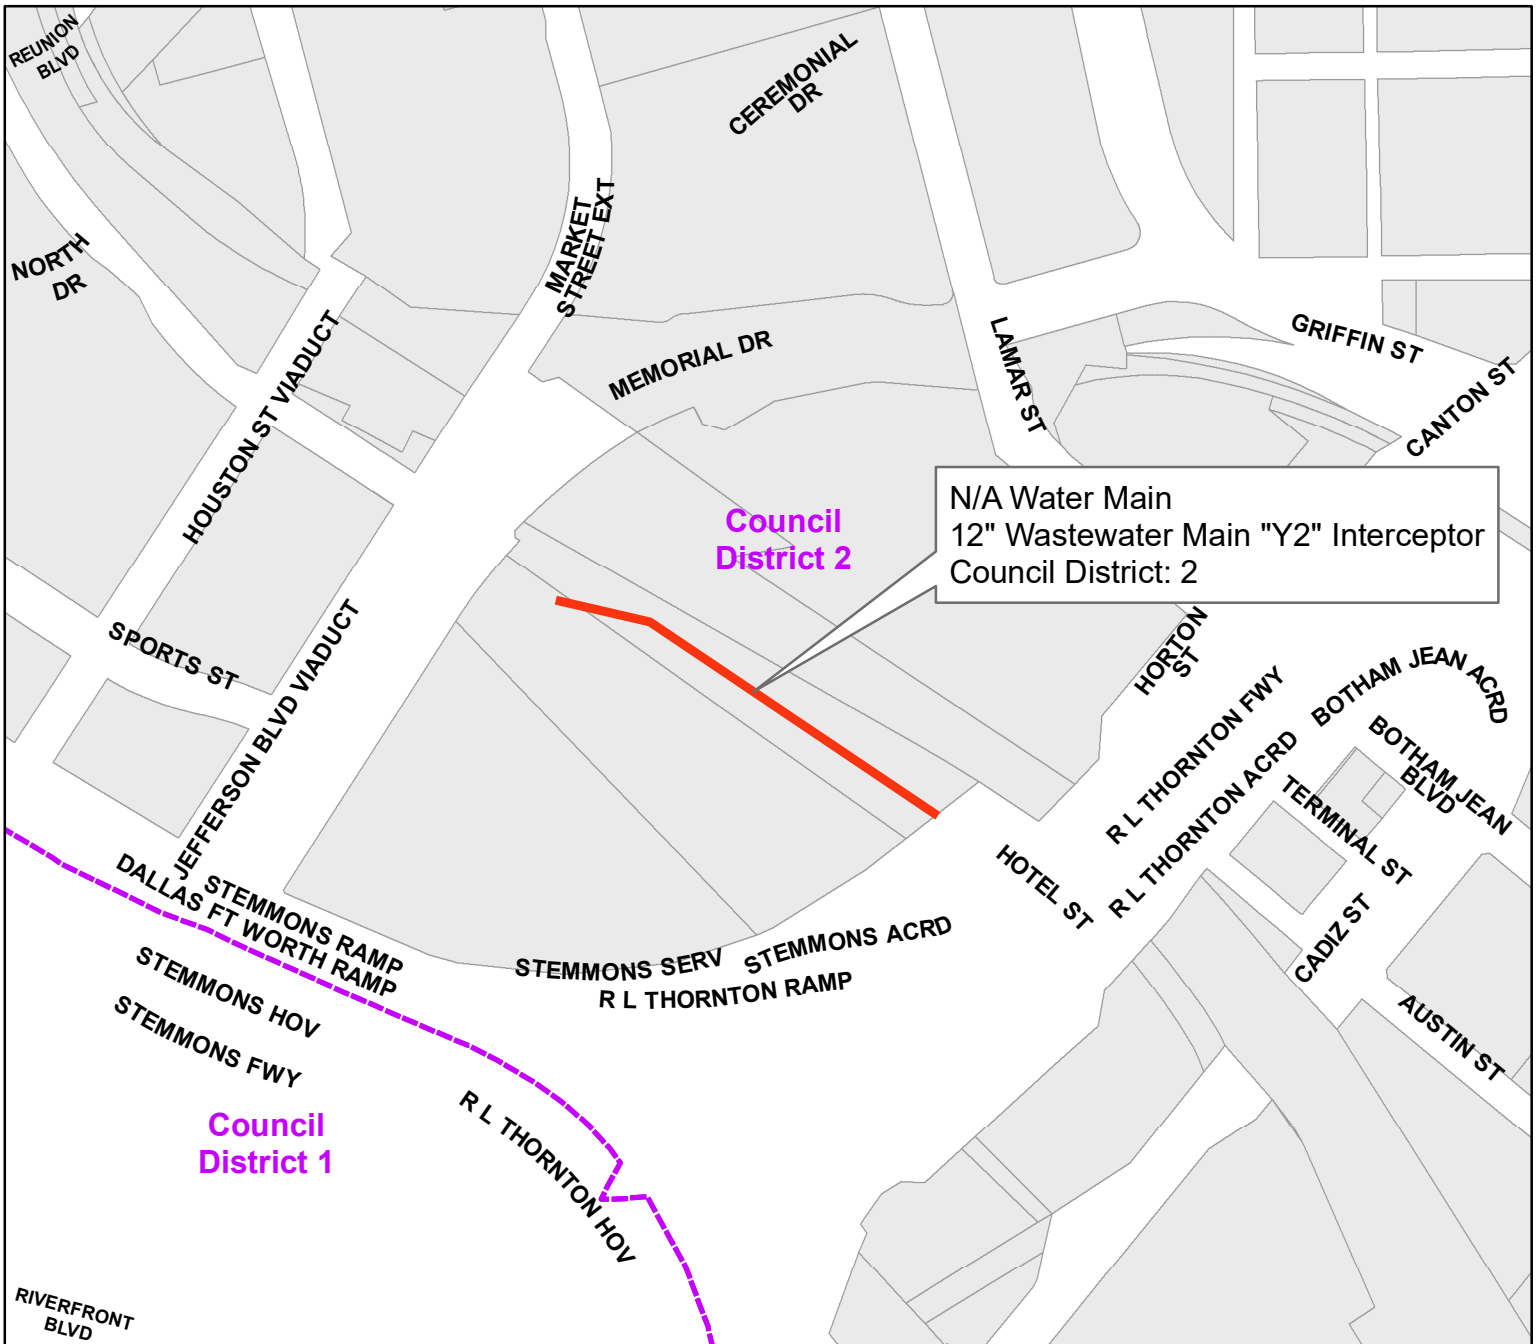 REUNION
BLVD
CEREMONIAL
DR
NORTH
DR
MARKET
STREET EXT
HOUSTON ST VIADUCT
MEMORIAL DR
LAMAR ST
GRIFFIN ST
CANTON ST
N/A Water Main
12" Wastewater Main "Y2" Interceptor
Council District: 2
Council
District 2
SPORTS ST
JEFFERSON BLVD VIADUCT
HORTON
ST
R L THORNTON FWY
R L THORNTON ACRD
BOTHAM JEAN ACRD
BOTHAM JEAN
BLVD
TERMINAL ST
HOTEL ST
CADIZ ST
AUSTIN ST
STEMMONS RAMP
DALLAS FT WORTH RAMP
STEMMONS SERV
STEMMONS ACRD
R L THORNTON RAMP
STEMMONS HOV
STEMMONS FWY
Council
District 1
R L THORNTON HOV
RIVERFRONT
BLVD